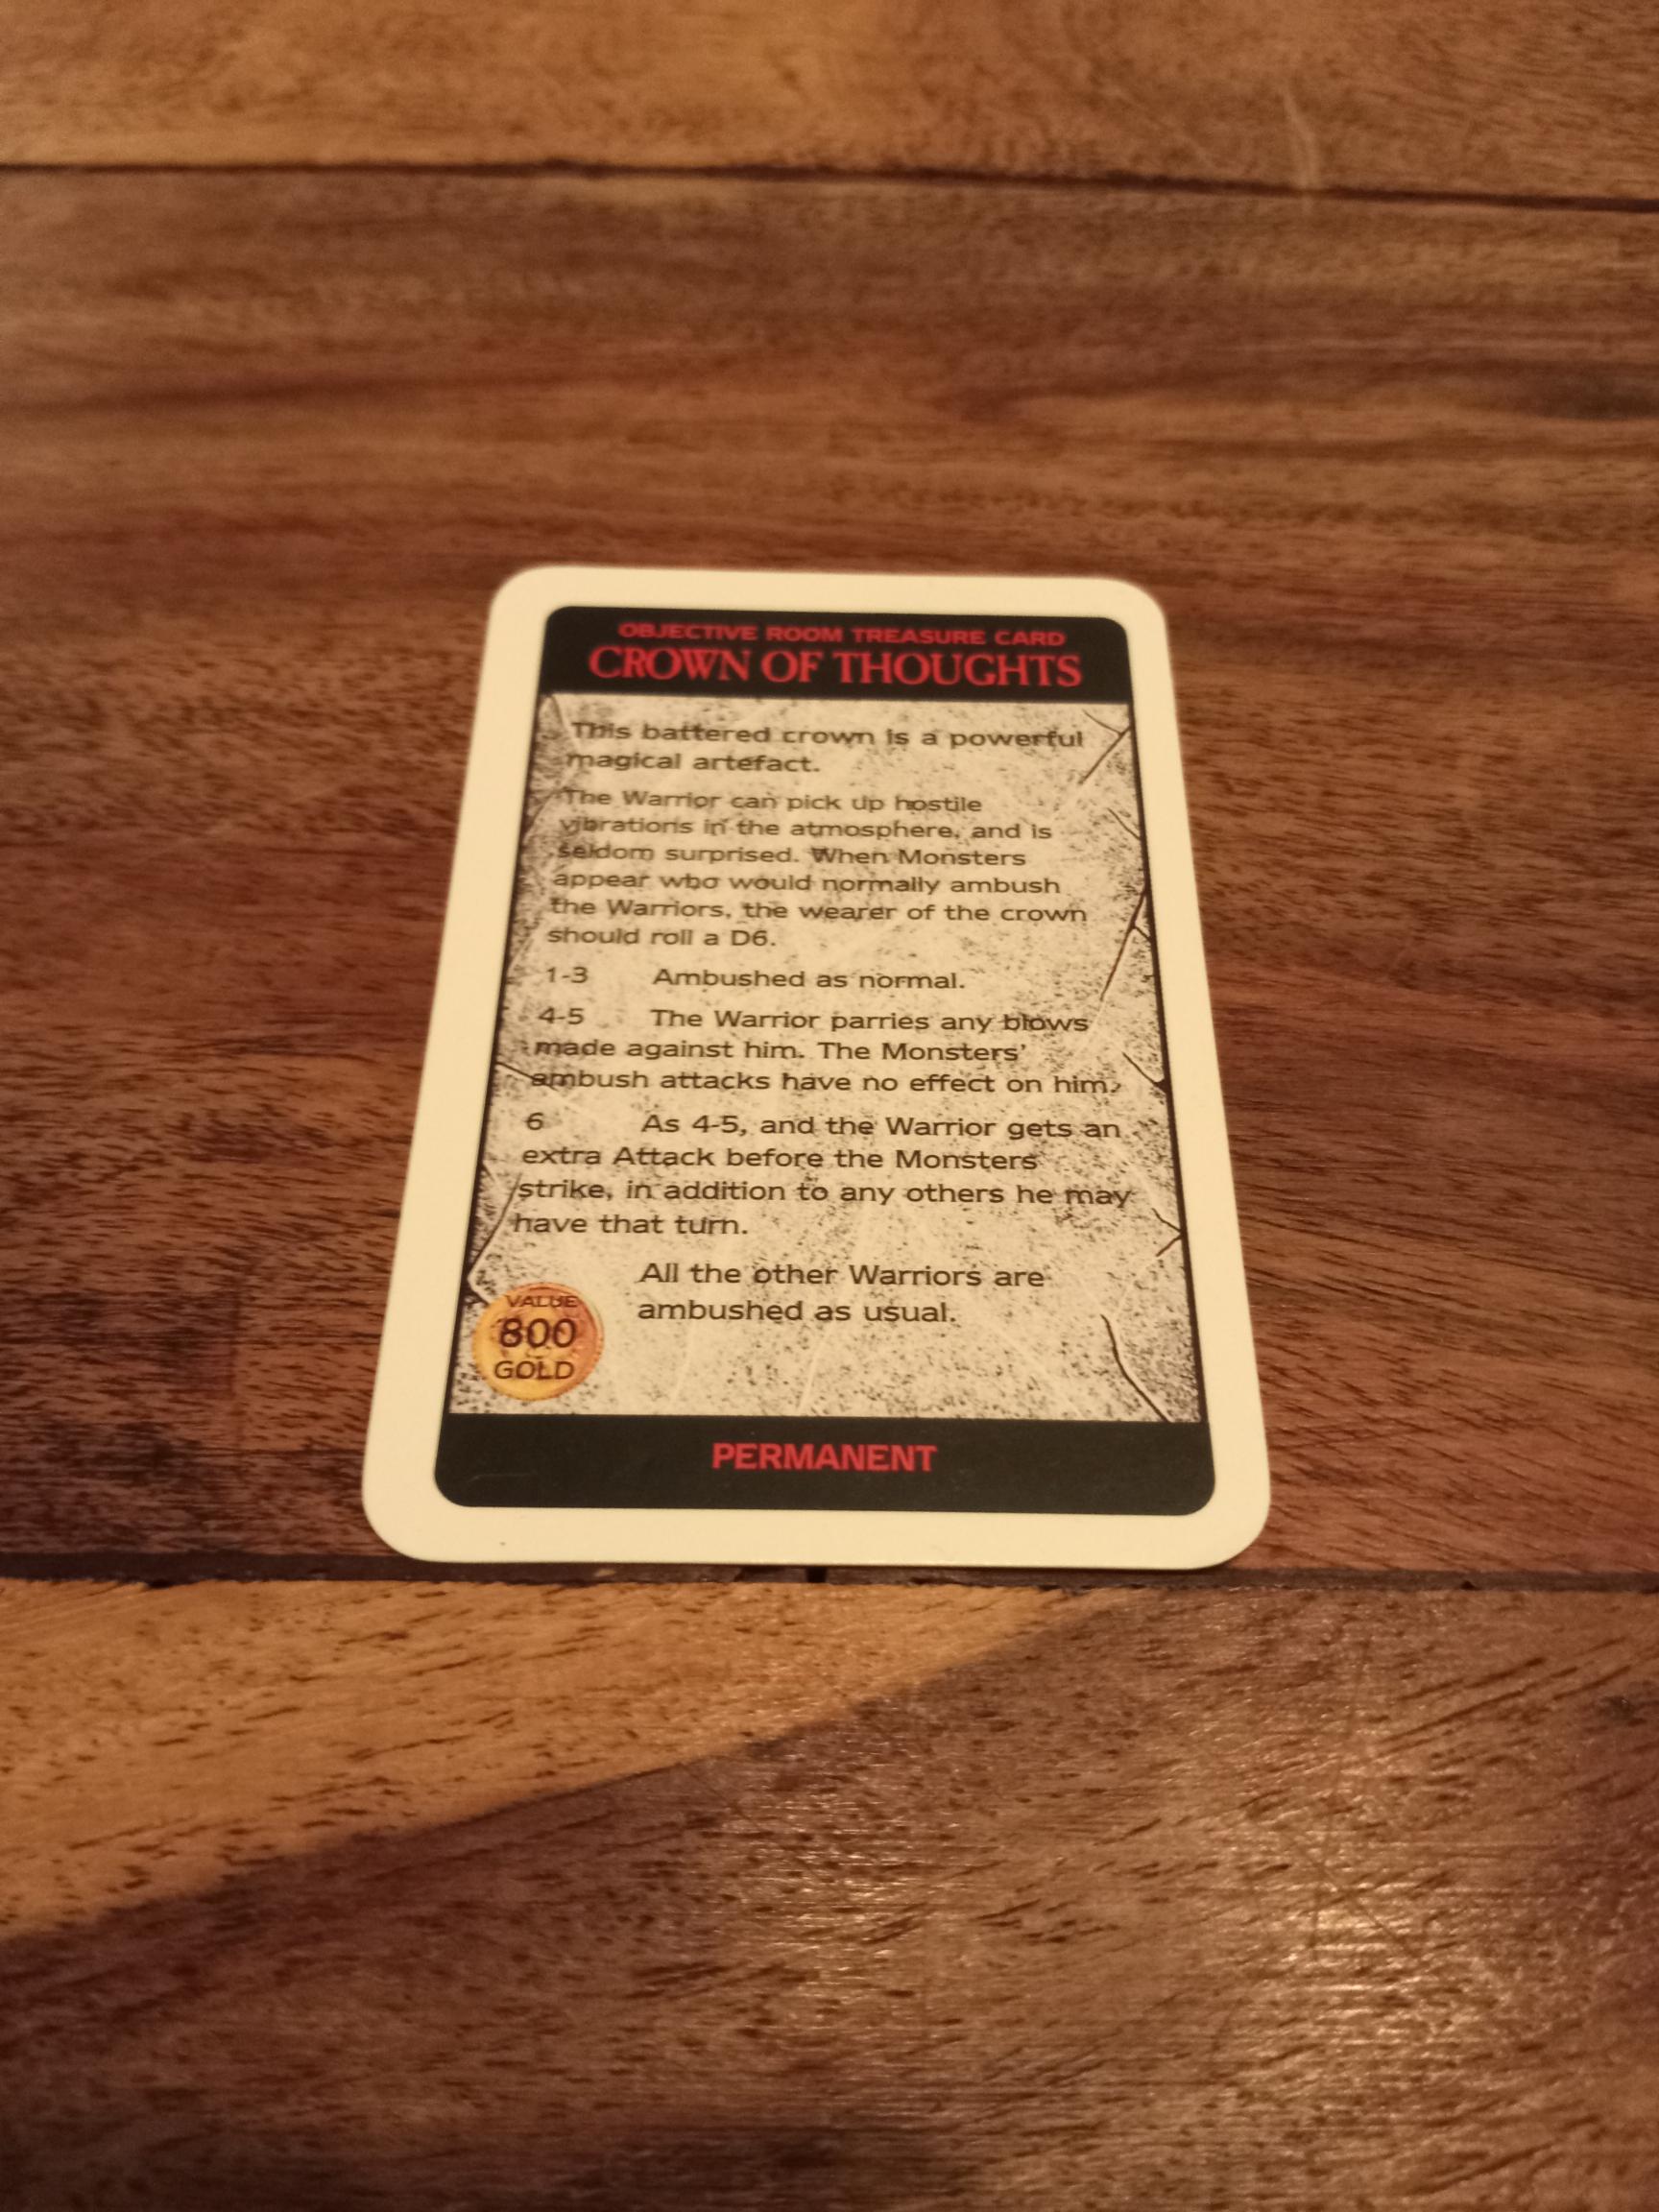 OBJECTIVE ROOM TREASURE CARD
CROWN OF THOUGHTS
This battered crown is a powerful
magical artefact.
The Warrior can pick up hostile
vibrations in the atmosphere, and is
seldom surprised. When Monsters
appear who would normally ambush
the Warriors, the wearer of the crown
should roll a D6.
1-3 Ambushed as normal.
4-5 The Warrior parries any blows
made against him. The Monsters'
ambush attacks have no effect on him.
6 As 4-5, and the Warrior gets an
extra Attack before the Monsters
strike, in addition to any others he may
have that turn.
All the other Warriors are
ambushed as usual.
VALUE
800
GOLD
PERMANENT